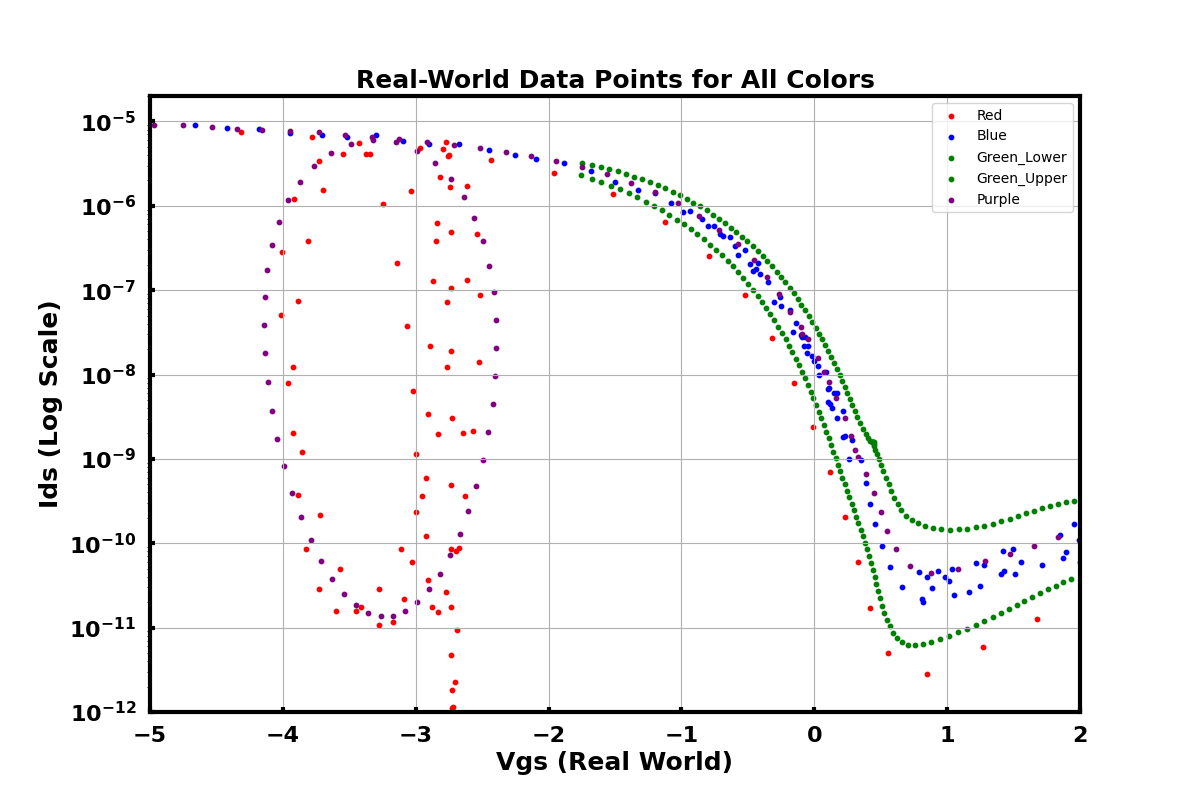 Real-World Data Points for All Colors
Red
Blue
Green_Lower
Green_Upper
Purple
Ids (Log Scale)
10⁻⁵
10⁻⁶
10⁻⁷
10⁻⁸
10⁻⁹
10⁻¹⁰
10⁻¹¹
10⁻¹²
−5 −4 −3 −2 −1 0 1 2
Vgs (Real World)